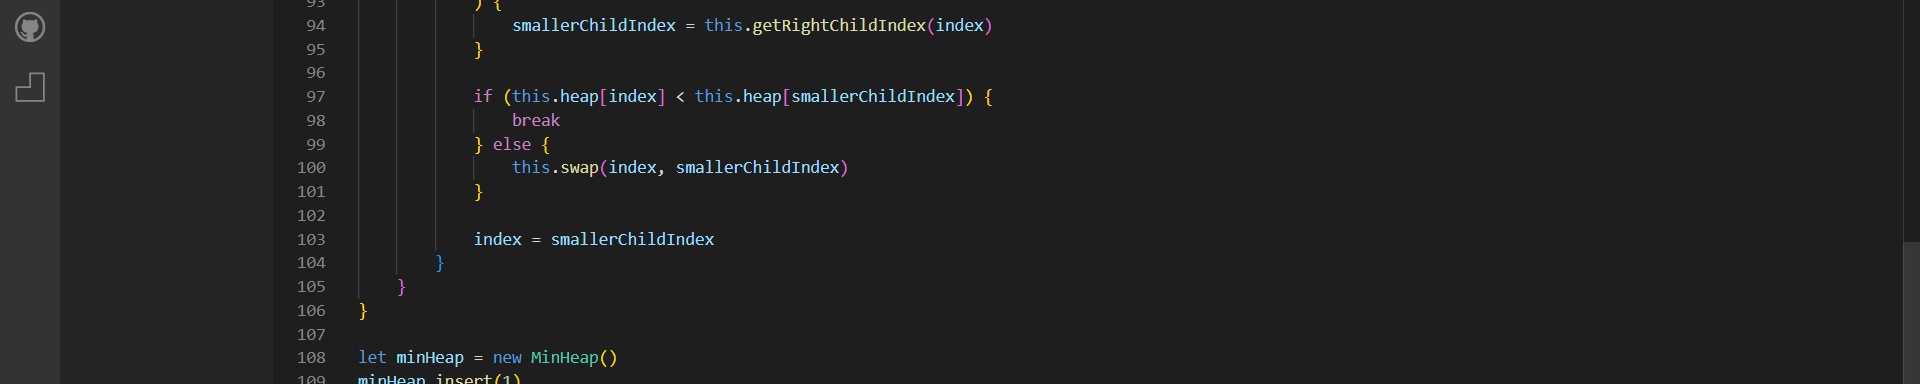 93 ) {
94 smallerChildIndex = this.getRightChildIndex(index)
95 }
96
97 if (this.heap[index] < this.heap[smallerChildIndex]) {
98 break
99 } else {
100 this.swap(index, smallerChildIndex)
101 }
102
103 index = smallerChildIndex
104 }
105 }
106 }
107
108 let minHeap = new MinHeap()
109 minHeap.insert(1)